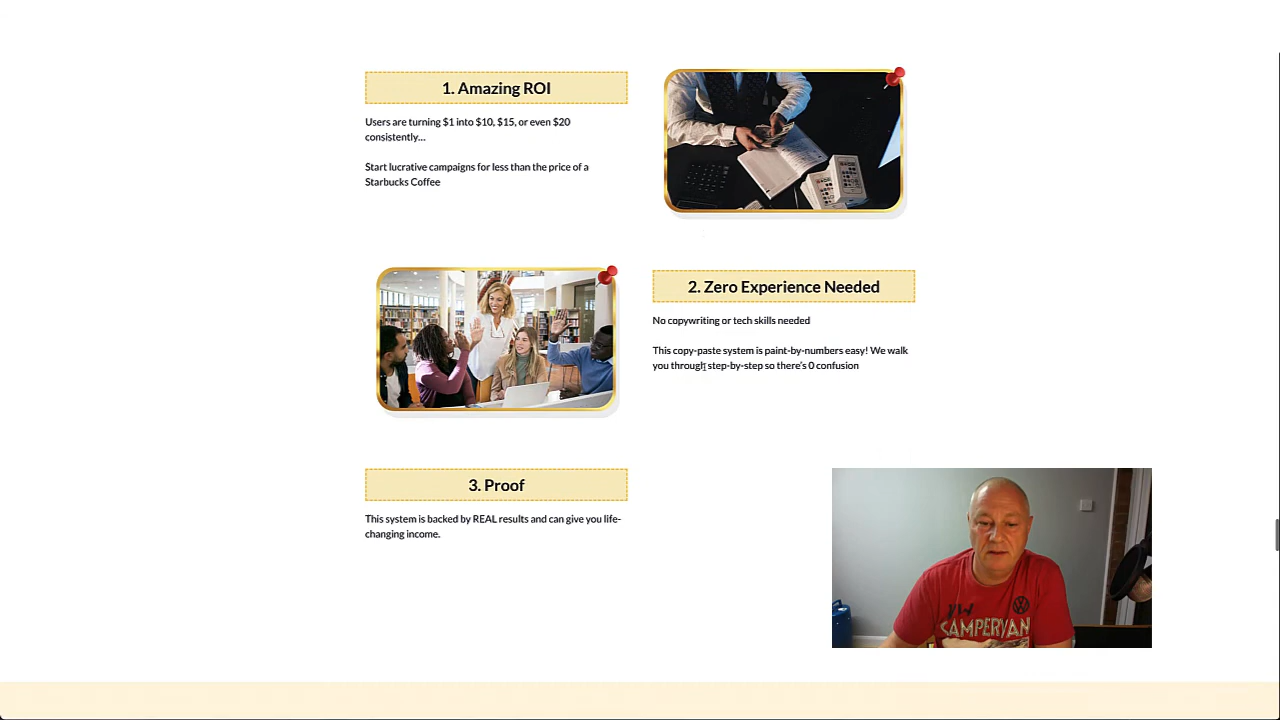 1. Amazing ROI
Users are turning $1 into $10, $15, or even $20
consistently...
Start lucrative campaigns for less than the price of a
Starbucks Coffee
2. Zero Experience Needed
No copywriting or tech skills needed
This copy-paste system is paint-by-numbers easy! We walk
you through step-by-step so there's 0 confusion
3. Proof
This system is backed by REAL results and can give you life-
changing income.
VW
CAMPERVAN